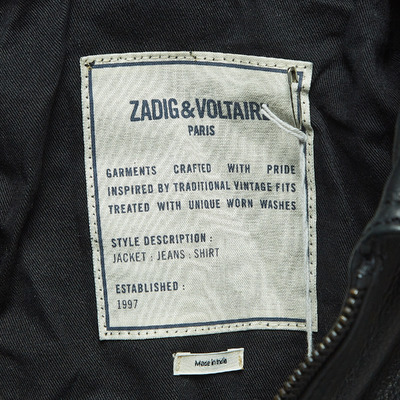 ZADIG&VOLTAIRE
PARIS
GARMENTS CRAFTED WITH PRIDE
INSPIRED BY TRADITIONAL VINTAGE FITS
TREATED WITH UNIQUE WORN WASHES
STYLE DESCRIPTION :
JACKET : JEANS : SHIRT
ESTABLISHED :
1997
Made in India